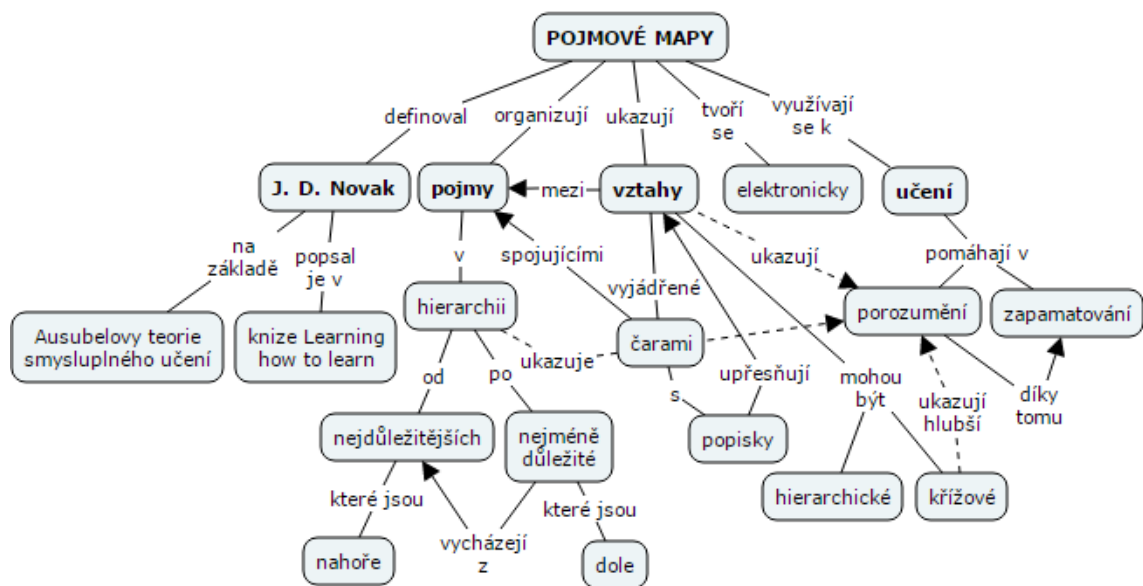 POJMOVÉ MAPY
definoval
organizují
ukazují
tvoří
se
využívají
se k
J. D. Novak
pojmy
mezi
vztahy
elektronicky
učení
na
základě
popsal
je v
v
spojujícími
vyjádřené
ukazují
pomáhají v
Ausubelovy teorie
smysluplného učení
knize Learning
how to learn
hierarchii
čarami
porozumění
zapamatování
ukazuje
od
po
s
upřesňují
mohou
být
ukazují
hlubší
díky
tomu
nejdůležitějších
nejméně
důležité
popisky
hierarchické
křížové
které jsou
vycházejí
z
které jsou
nahoře
dole